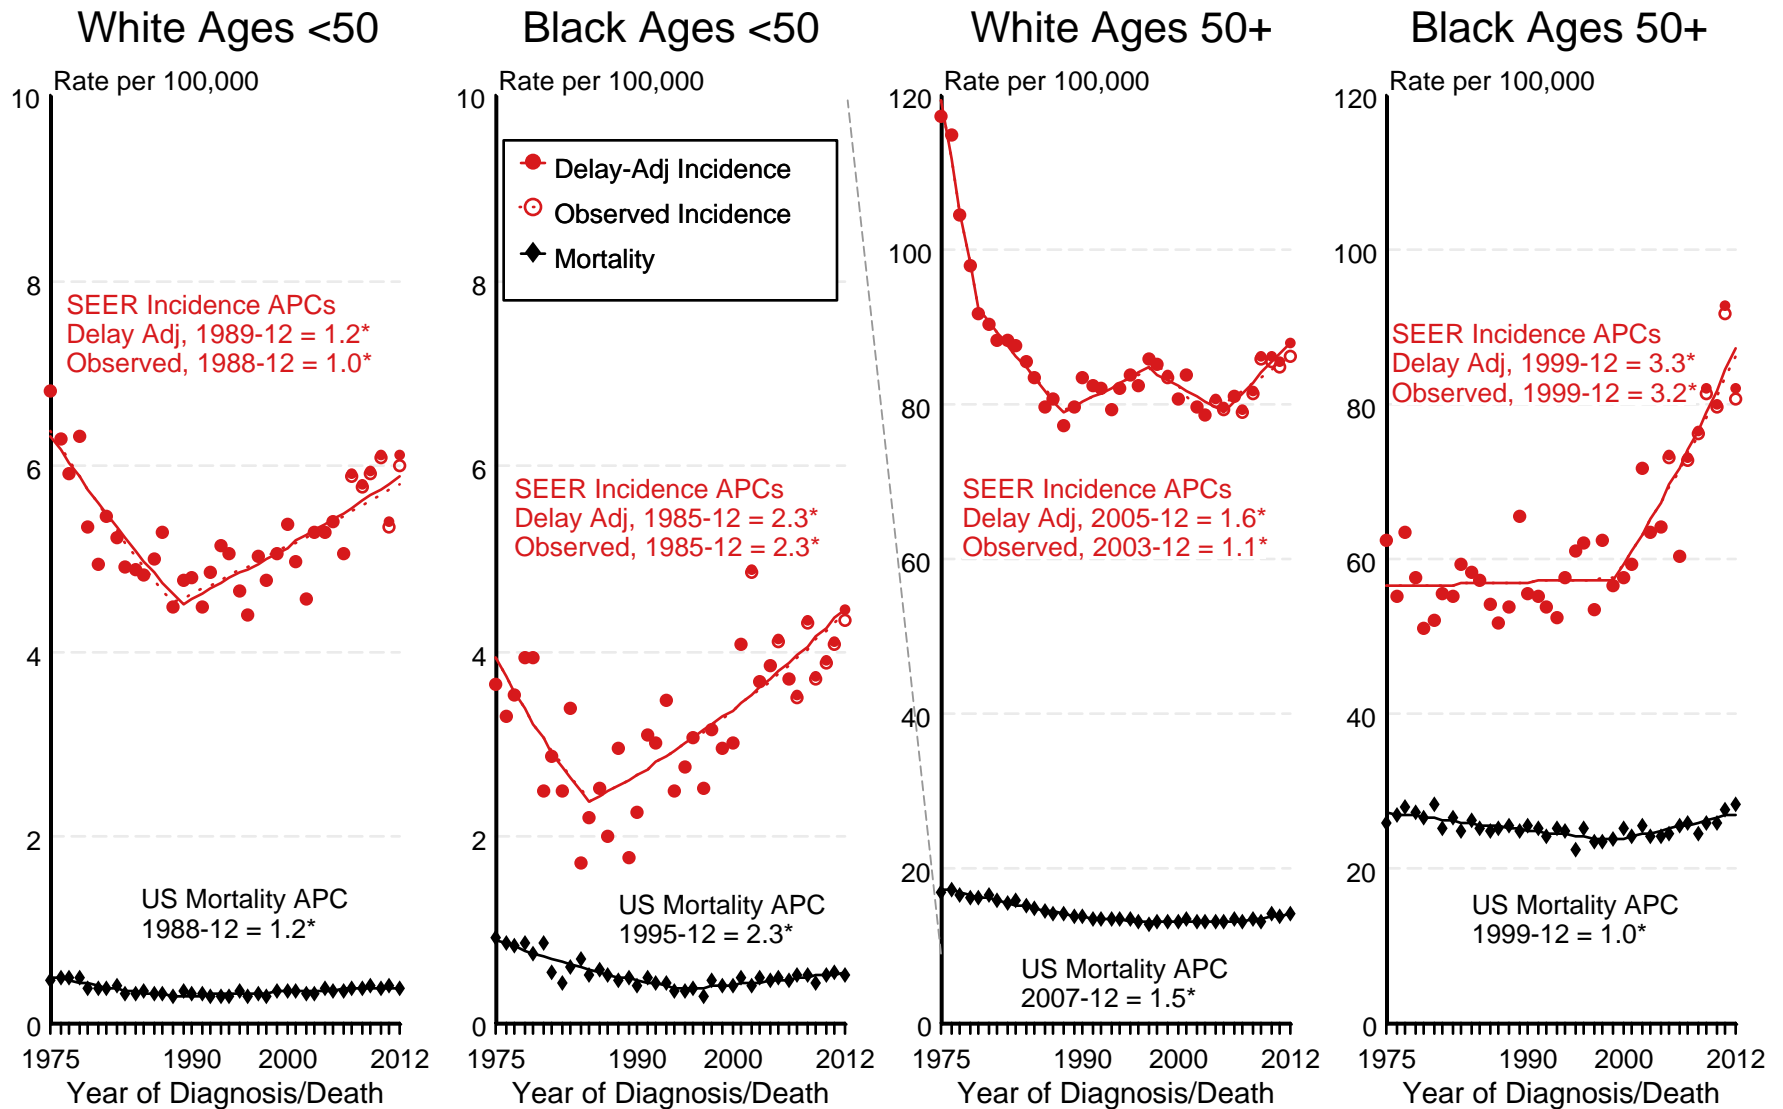 White Ages <50
Rate per 100,000
10
8
6
4
2
0
SEER Incidence APCs
Delay Adj, 1989-12 = 1.2*
Observed, 1988-12 = 1.0*
US Mortality APC
1988-12 = 1.2*
1975 1990 2000 2012
Year of Diagnosis/Death
Black Ages <50
Rate per 100,000
10
8
6
4
2
0
Delay-Adj Incidence
Observed Incidence
Mortality
SEER Incidence APCs
Delay Adj, 1985-12 = 2.3*
Observed, 1985-12 = 2.3*
US Mortality APC
1995-12 = 2.3*
1975 1990 2000 2012
Year of Diagnosis/Death
White Ages 50+
Rate per 100,000
120
100
80
60
40
20
0
SEER Incidence APCs
Delay Adj, 2005-12 = 1.6*
Observed, 2003-12 = 1.1*
US Mortality APC
2007-12 = 1.5*
1975 1990 2000 2012
Year of Diagnosis/Death
Black Ages 50+
Rate per 100,000
120
100
80
60
40
20
0
SEER Incidence APCs
Delay Adj, 1999-12 = 3.3*
Observed, 1999-12 = 3.2*
US Mortality APC
1999-12 = 1.0*
1975 1990 2000 2012
Year of Diagnosis/Death